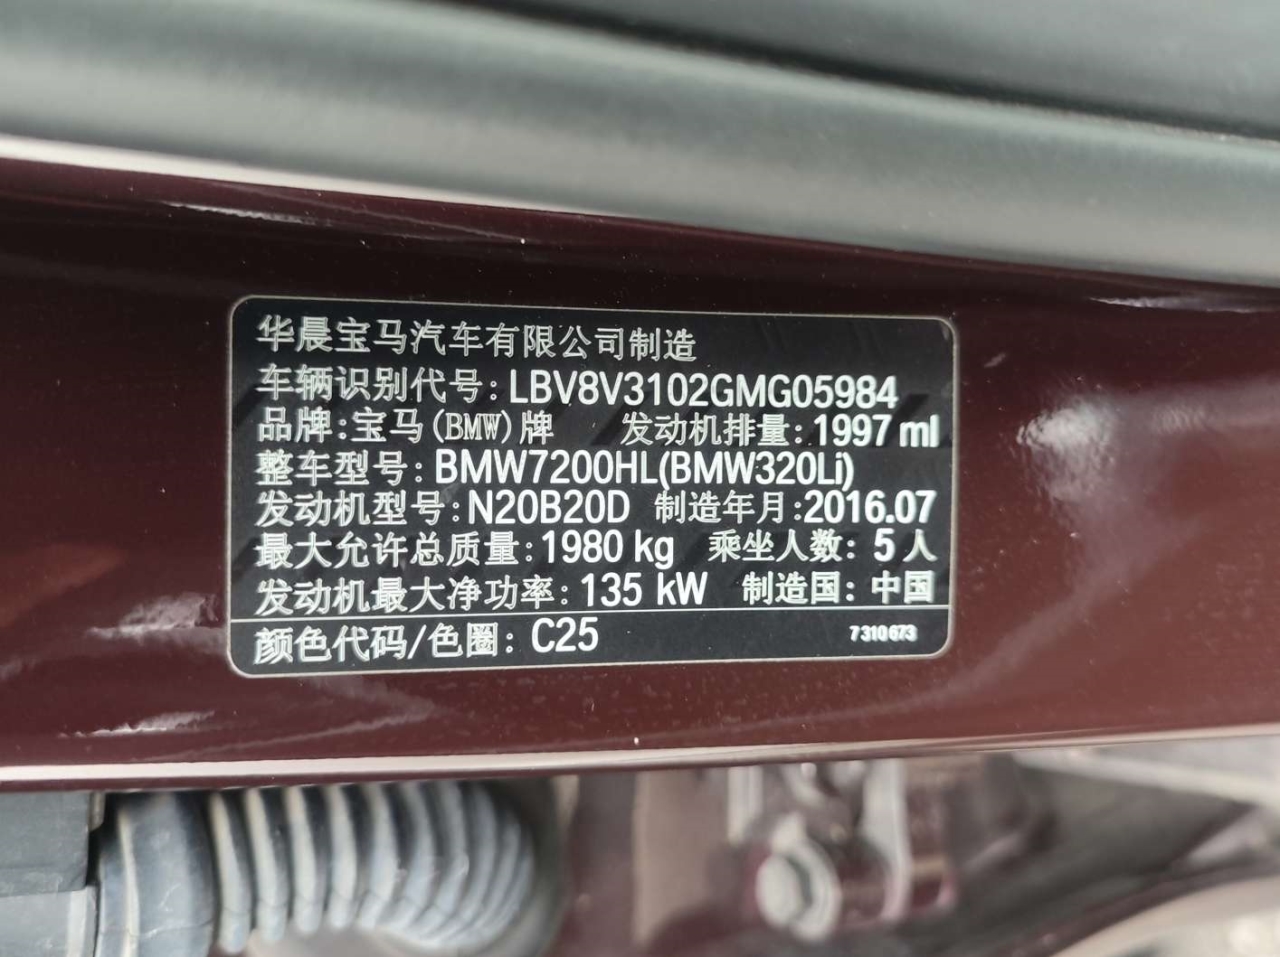 华晨宝马汽车有限公司制造
车辆识别代号:LBV8V3102GMG05984
品牌:宝马(BMW)牌 发动机排量:1997 ml
整车型号:BMW7200HL(BMW320Li)
发动机型号:N20B20D 制造年月:2016.07
最大允许总质量:1980 kg 乘坐人数:5人
发动机最大净功率:135 kW 制造国:中国
颜色代码/色圈:C25 7310673